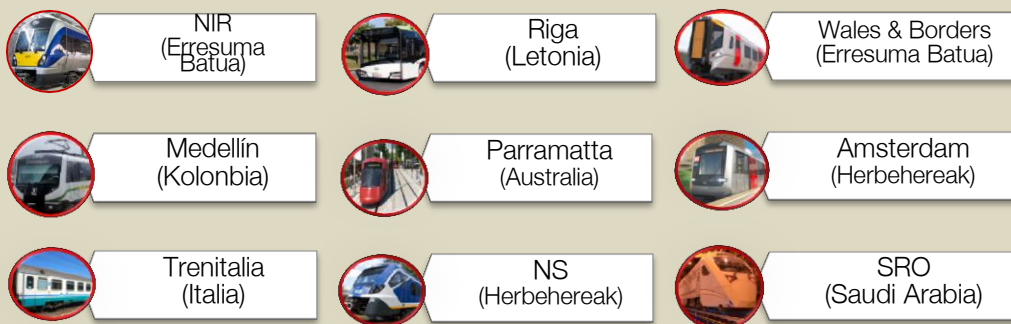 NIR
(Erresuma
Batua)
Riga
(Letonia)
Wales & Borders
(Erresuma Batua)
Medellín
(Kolonbia)
Parramatta
(Australia)
Amsterdam
(Herbehereak)
Trenitalia
(Italia)
NS
(Herbehereak)
SRO
(Saudi Arabia)